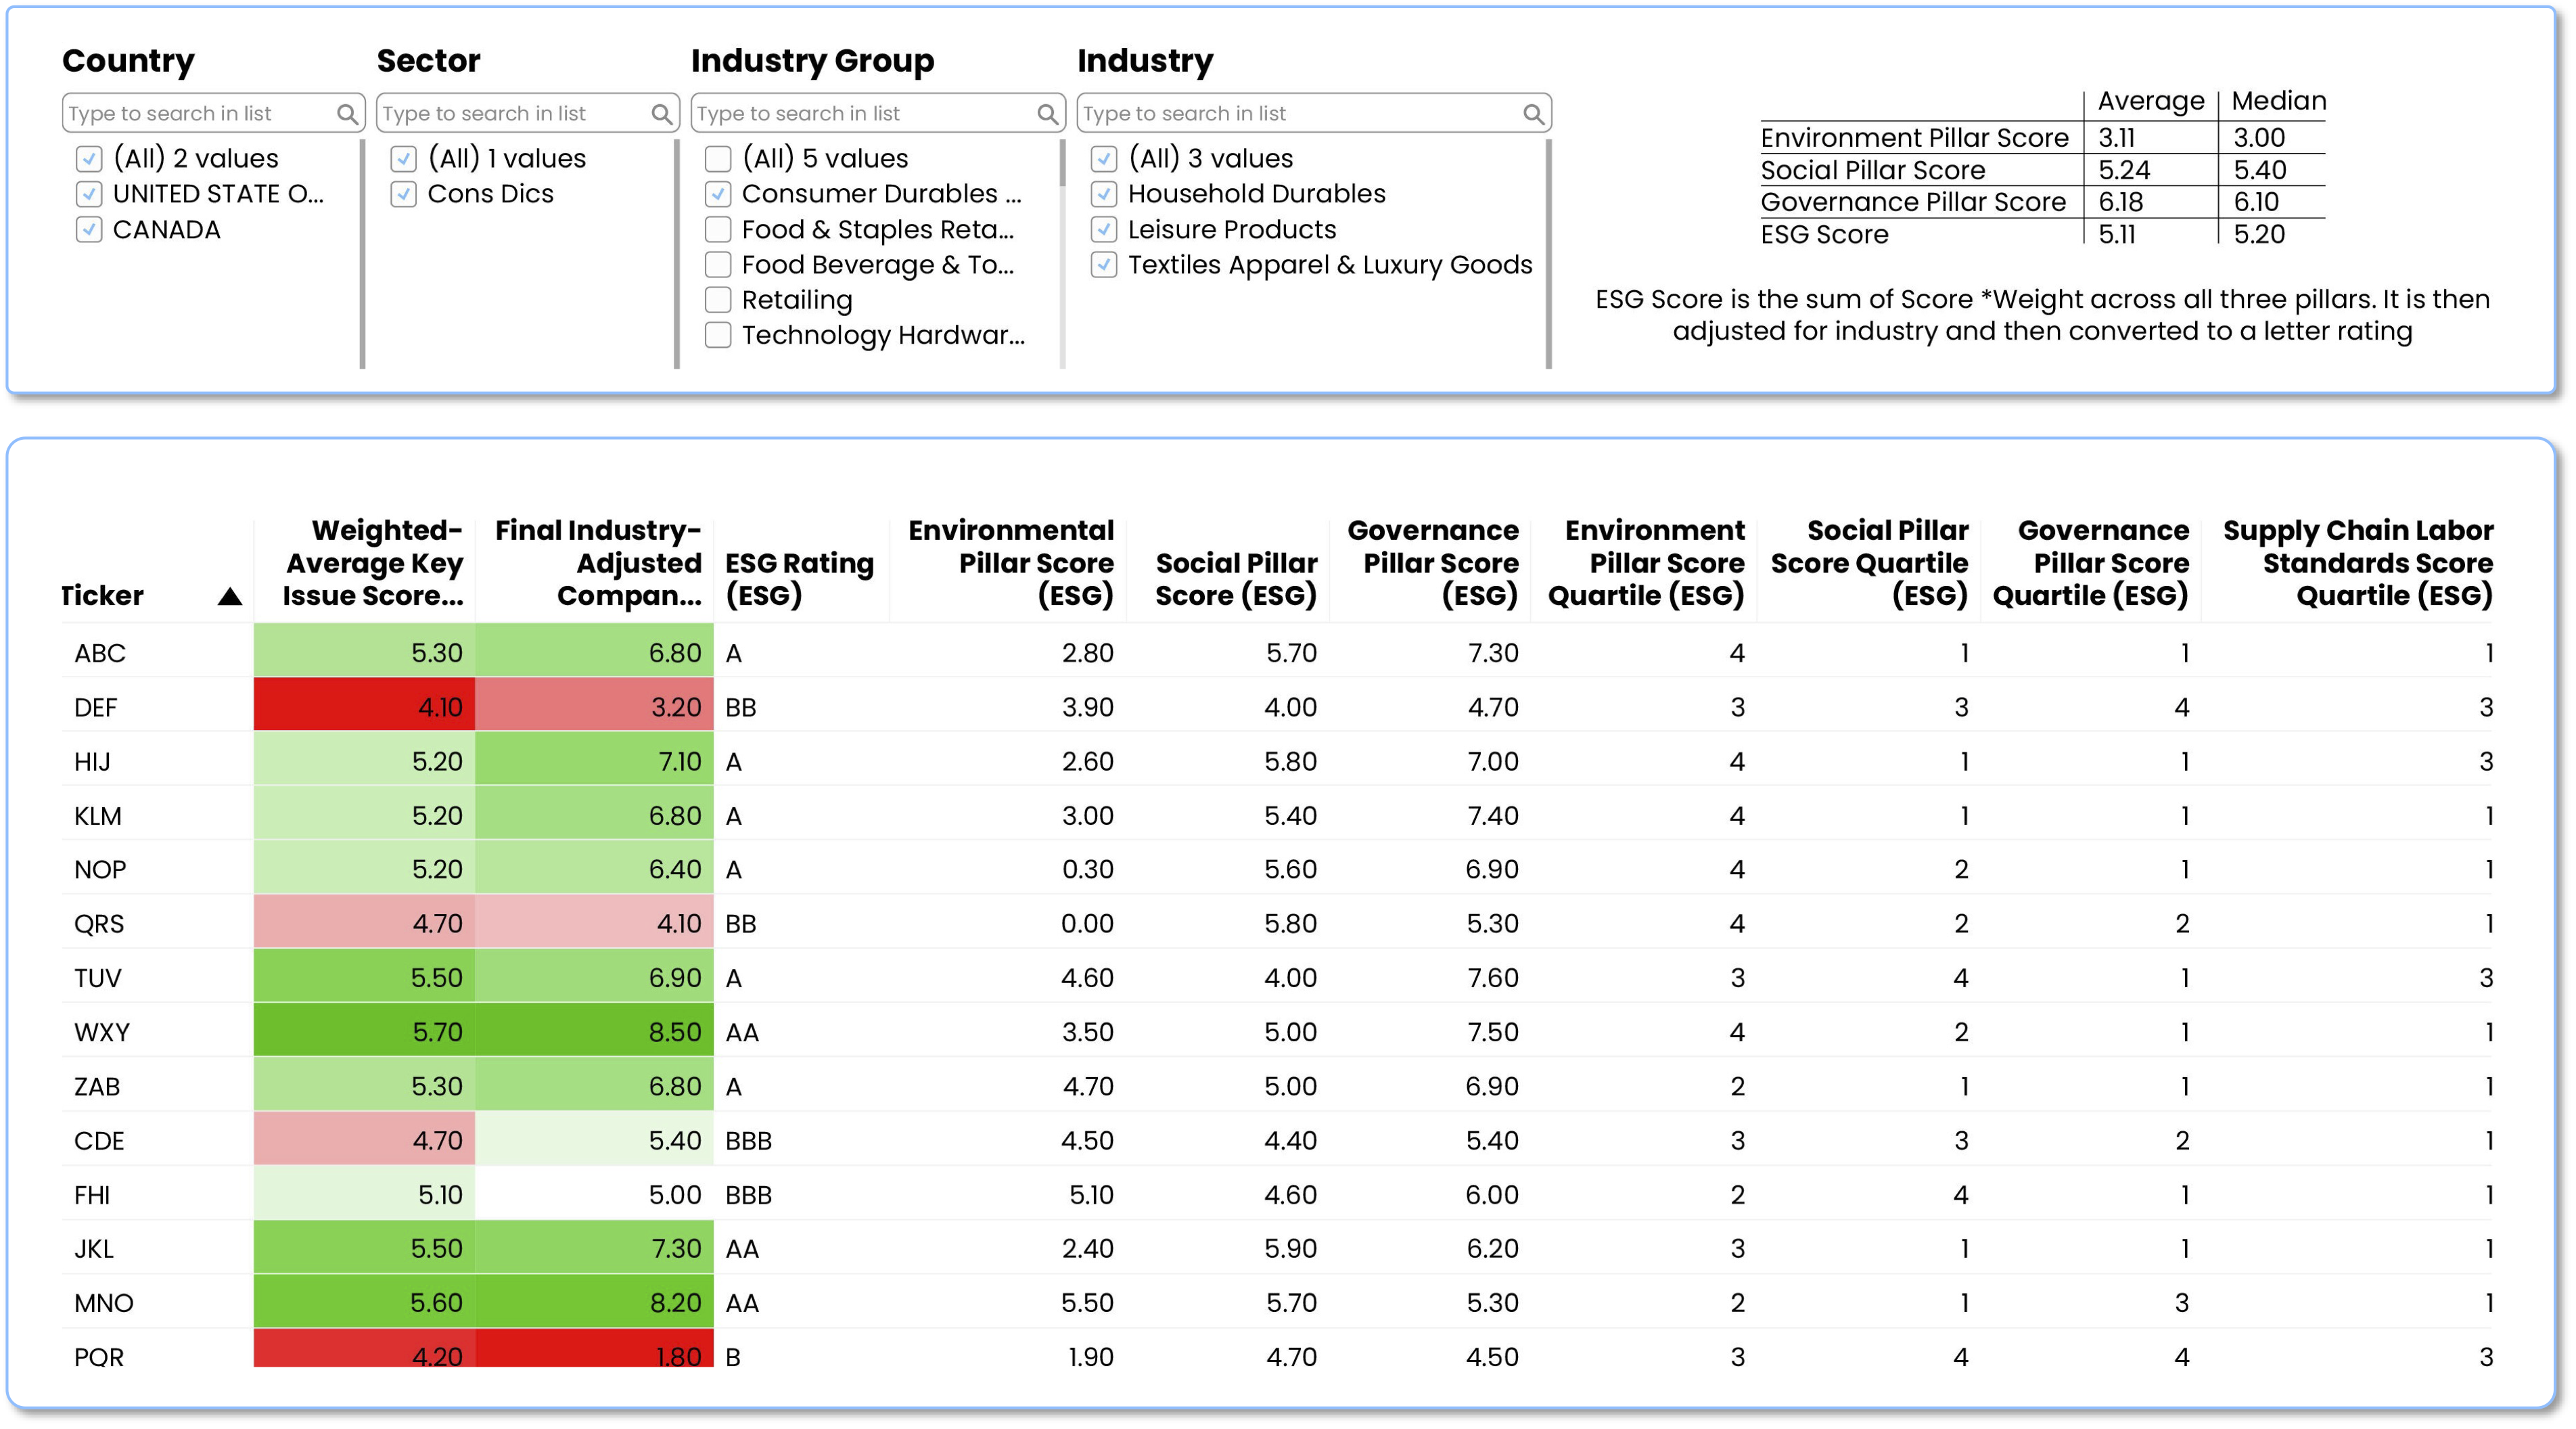 Country Sector Industry Group Industry
Type to search in list Type to search in list Type to search in list Type to search in list
(All) 2 values (All) 1 values (All) 5 values (All) 3 values
UNITED STATE O... Cons Dics Consumer Durables ... Household Durables
CANADA Food & Staples Reta... Leisure Products
Food Beverage & To... Textiles Apparel & Luxury Goods
Retailing
Technology Hardwar...
Average Median
Environment Pillar Score 3.11 3.00
Social Pillar Score 5.24 5.40
Governance Pillar Score 6.18 6.10
ESG Score 5.11 5.20
ESG Score is the sum of Score *Weight across all three pillars. It is then
adjusted for industry and then converted to a letter rating
Weighted- Final Industry- Environmental Governance Environment Social Pillar Governance Supply Chain Labor
Average Key Adjusted ESG Rating Pillar Score Social Pillar Pillar Score Pillar Score Score Quartile Pillar Score Standards Score
Ticker ▲ Issue Score... Compan... (ESG) (ESG) Score (ESG) (ESG) Quartile (ESG) (ESG) Quartile (ESG) Quartile (ESG)
ABC 5.30 6.80 A 2.80 5.70 7.30 4 1 1 1
DEF 4.10 3.20 BB 3.90 4.00 4.70 3 3 4 3
HIJ 5.20 7.10 A 2.60 5.80 7.00 4 1 1 3
KLM 5.20 6.80 A 3.00 5.40 7.40 4 1 1 1
NOP 5.20 6.40 A 0.30 5.60 6.90 4 2 1 1
QRS 4.70 4.10 BB 0.00 5.80 5.30 4 2 2 1
TUV 5.50 6.90 A 4.60 4.00 7.60 3 4 1 3
WXY 5.70 8.50 AA 3.50 5.00 7.50 4 2 1 1
ZAB 5.30 6.80 A 4.70 5.00 6.90 2 1 1 1
CDE 4.70 5.40 BBB 4.50 4.40 5.40 3 3 2 1
FHI 5.10 5.00 BBB 5.10 4.60 6.00 2 4 1 1
JKL 5.50 7.30 AA 2.40 5.90 6.20 3 1 1 1
MNO 5.60 8.20 AA 5.50 5.70 5.30 2 1 3 1
PQR 4.20 1.80 B 1.90 4.70 4.50 3 4 4 3